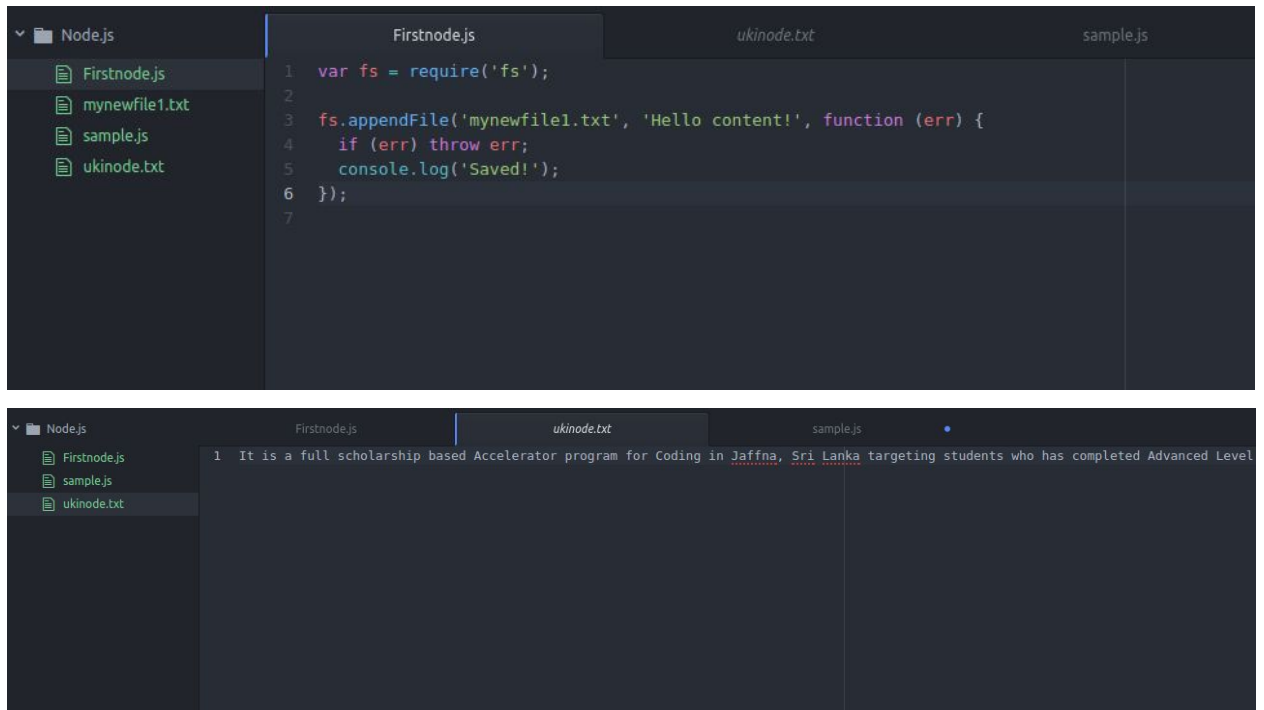 Node.js
Firstnode.js
mynewfile1.txt
sample.js
ukinode.txt
Firstnode.js ukinode.txt sample.js
1 var fs = require('fs');
2
3 fs.appendFile('mynewfile1.txt', 'Hello content!', function (err) {
4 if (err) throw err;
5 console.log('Saved!');
6 });
7
Node.js
Firstnode.js
sample.js
ukinode.txt
Firstnode.js ukinode.txt sample.js
1 It is a full scholarship based Accelerator program for Coding in Jaffna, Sri Lanka targeting students who has completed Advanced Level